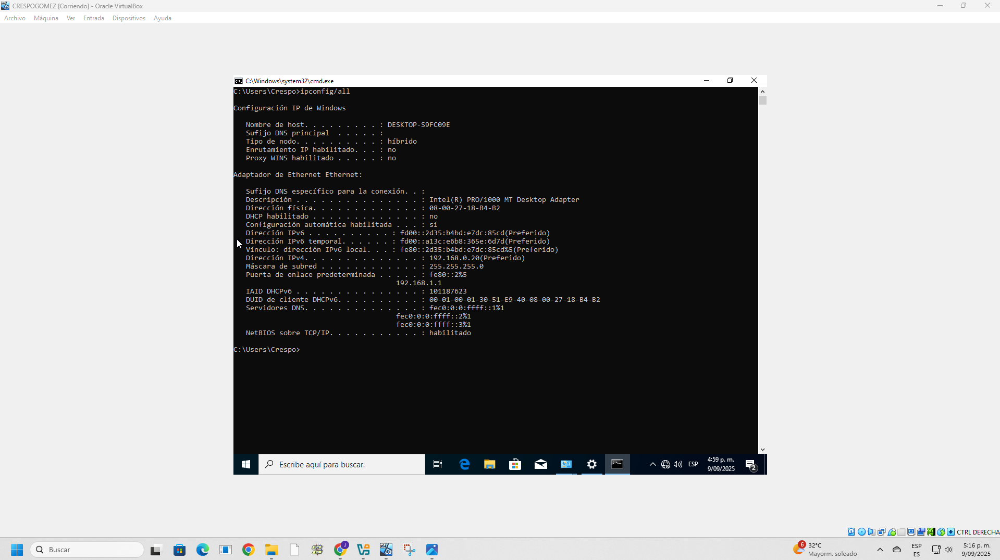 CRESPOGOMEZ [Corriendo] - Oracle VirtualBox
Archivo Máquina Ver Entrada Dispositivos Ayuda
C:\Windows\system32\cmd.exe
C:\Users\Crespo>ipconfig/all
Configuración IP de Windows
Nombre de host. . . . . . . . . : DESKTOP-S9FC09E
Sufijo DNS principal  . . . . . :
Tipo de nodo. . . . . . . . . . : híbrido
Enrutamiento IP habilitado. . . : no
Proxy WINS habilitado . . . . . : no
Adaptador de Ethernet Ethernet:
Sufijo DNS específico para la conexión. . :
Descripción . . . . . . . . . . . . . . . : Intel(R) PRO/1000 MT Desktop Adapter
Dirección física. . . . . . . . . . . . . : 08-00-27-18-B4-B2
DHCP habilitado . . . . . . . . . . . . . : no
Configuración automática habilitada . . . : sí
Dirección IPv6 . . . . . . . . . . : fd00::2d35:b4bd:e7dc:85cd(Preferido)
Dirección IPv6 temporal. . . . . . : fd00::a13c:e6b8:365e:6d7d(Preferido)
Vínculo: dirección IPv6 local. . . : fe80::2d35:b4bd:e7dc:85cd%5(Preferido)
Dirección IPv4. . . . . . . . . . . . . . : 192.168.0.20(Preferido)
Máscara de subred . . . . . . . . . . . . : 255.255.255.0
Puerta de enlace predeterminada . . . . . : fe80::2%5
192.168.1.1
IAID DHCPv6 . . . . . . . . . . . . . . . : 101187623
DUID de cliente DHCPv6. . . . . . . . . . : 00-01-00-01-30-51-E9-40-08-00-27-18-B4-B2
Servidores DNS. . . . . . . . . . . . . . : fec0:0:0:ffff::1%1
fec0:0:0:ffff::2%1
fec0:0:0:ffff::3%1
NetBIOS sobre TCP/IP. . . . . . . . . . . : habilitado
C:\Users\Crespo>
Escribe aquí para buscar.
ESP
4:59 p. m.
9/09/2025
2
CTRL DERECHA
Buscar
J
6
32°C
Mayorm. soleado
ESP
ES
5:16 p. m.
9/09/2025